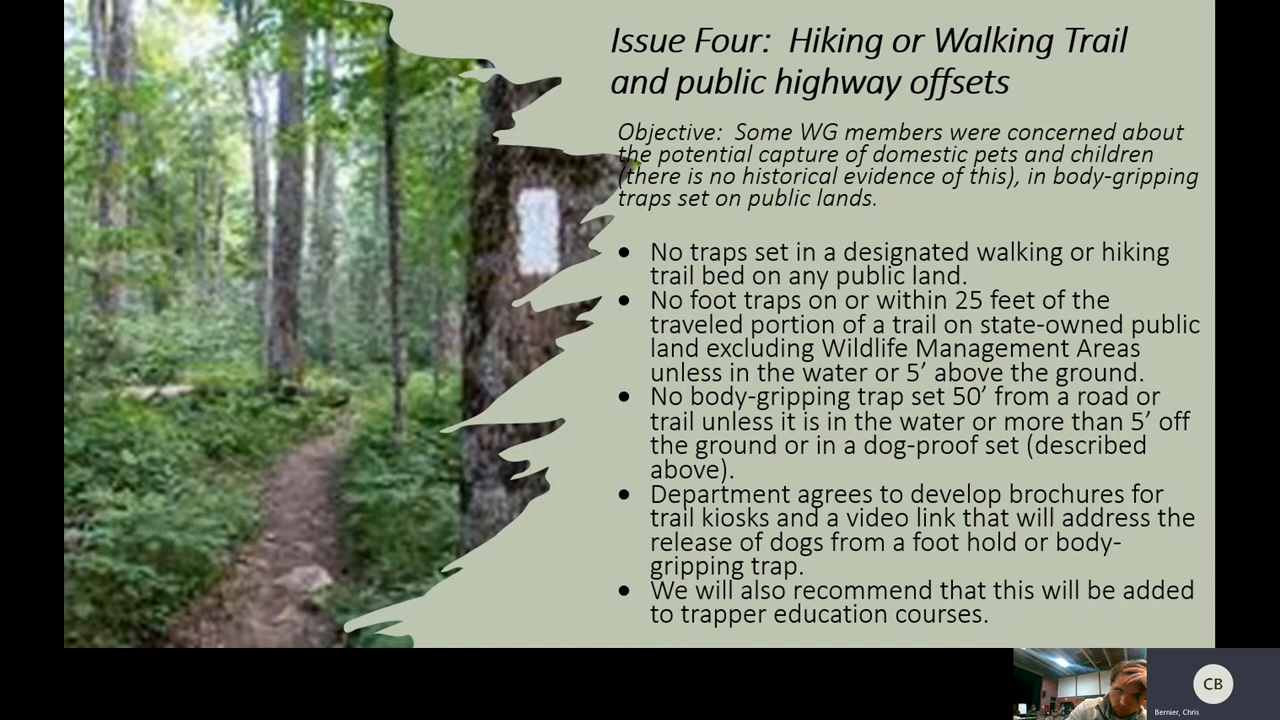 Issue Four:  Hiking or Walking Trail
and public highway offsets
Objective:  Some WG members were concerned about
the potential capture of domestic pets and children
(there is no historical evidence of this), in body-gripping
traps set on public lands.
• No traps set in a designated walking or hiking
trail bed on any public land.
• No foot traps on or within 25 feet of the
traveled portion of a trail on state-owned public
land excluding Wildlife Management Areas
unless in the water or 5’ above the ground.
• No body-gripping trap set 50’ from a road or
trail unless it is in the water or more than 5’ off
the ground or in a dog-proof set (described
above).
• Department agrees to develop brochures for
trail kiosks and a video link that will address the
release of dogs from a foot hold or body-
gripping trap.
• We will also recommend that this will be added
to trapper education courses.
CB
Bernier, Chris